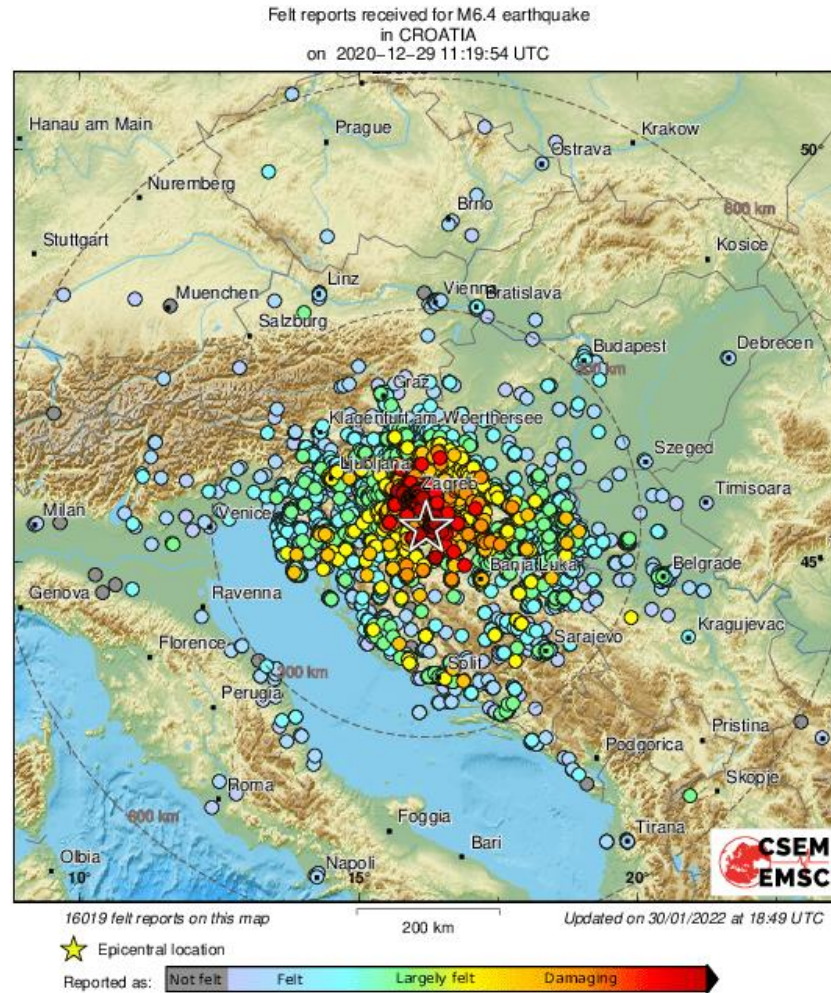 Felt reports received for M6.4 earthquake
in CROATIA
on 2020-12-29 11:19:54 UTC
Hanau am Main
Prague
Krakow
Ostrava
50°
Nuremberg
Brno
600 km
Stuttgart
Kosice
Linz
Muenchen
Vienna
Bratislava
Salzburg
Budapest
Debrecen
300 km
Graz
Klagenfurt am Woerthersee
Ljubljana
Szeged
Zagreb
Timisoara
Milan
Venice
Banja Luka
Belgrade
45°
Genova
Ravenna
Kragujevac
Sarajevo
Florence
Split
300 km
Perugia
Pristina
Podgorica
Skopje
Roma
600 km
Foggia
Tirana
Bari
CSEM
EMSC
Olbia
10°
Napoli
15°
20°
16019 felt reports on this map
200 km
Updated on 30/01/2022 at 18:49 UTC
Epicentral location
Reported as:
Not felt
Felt
Largely felt
Damaging